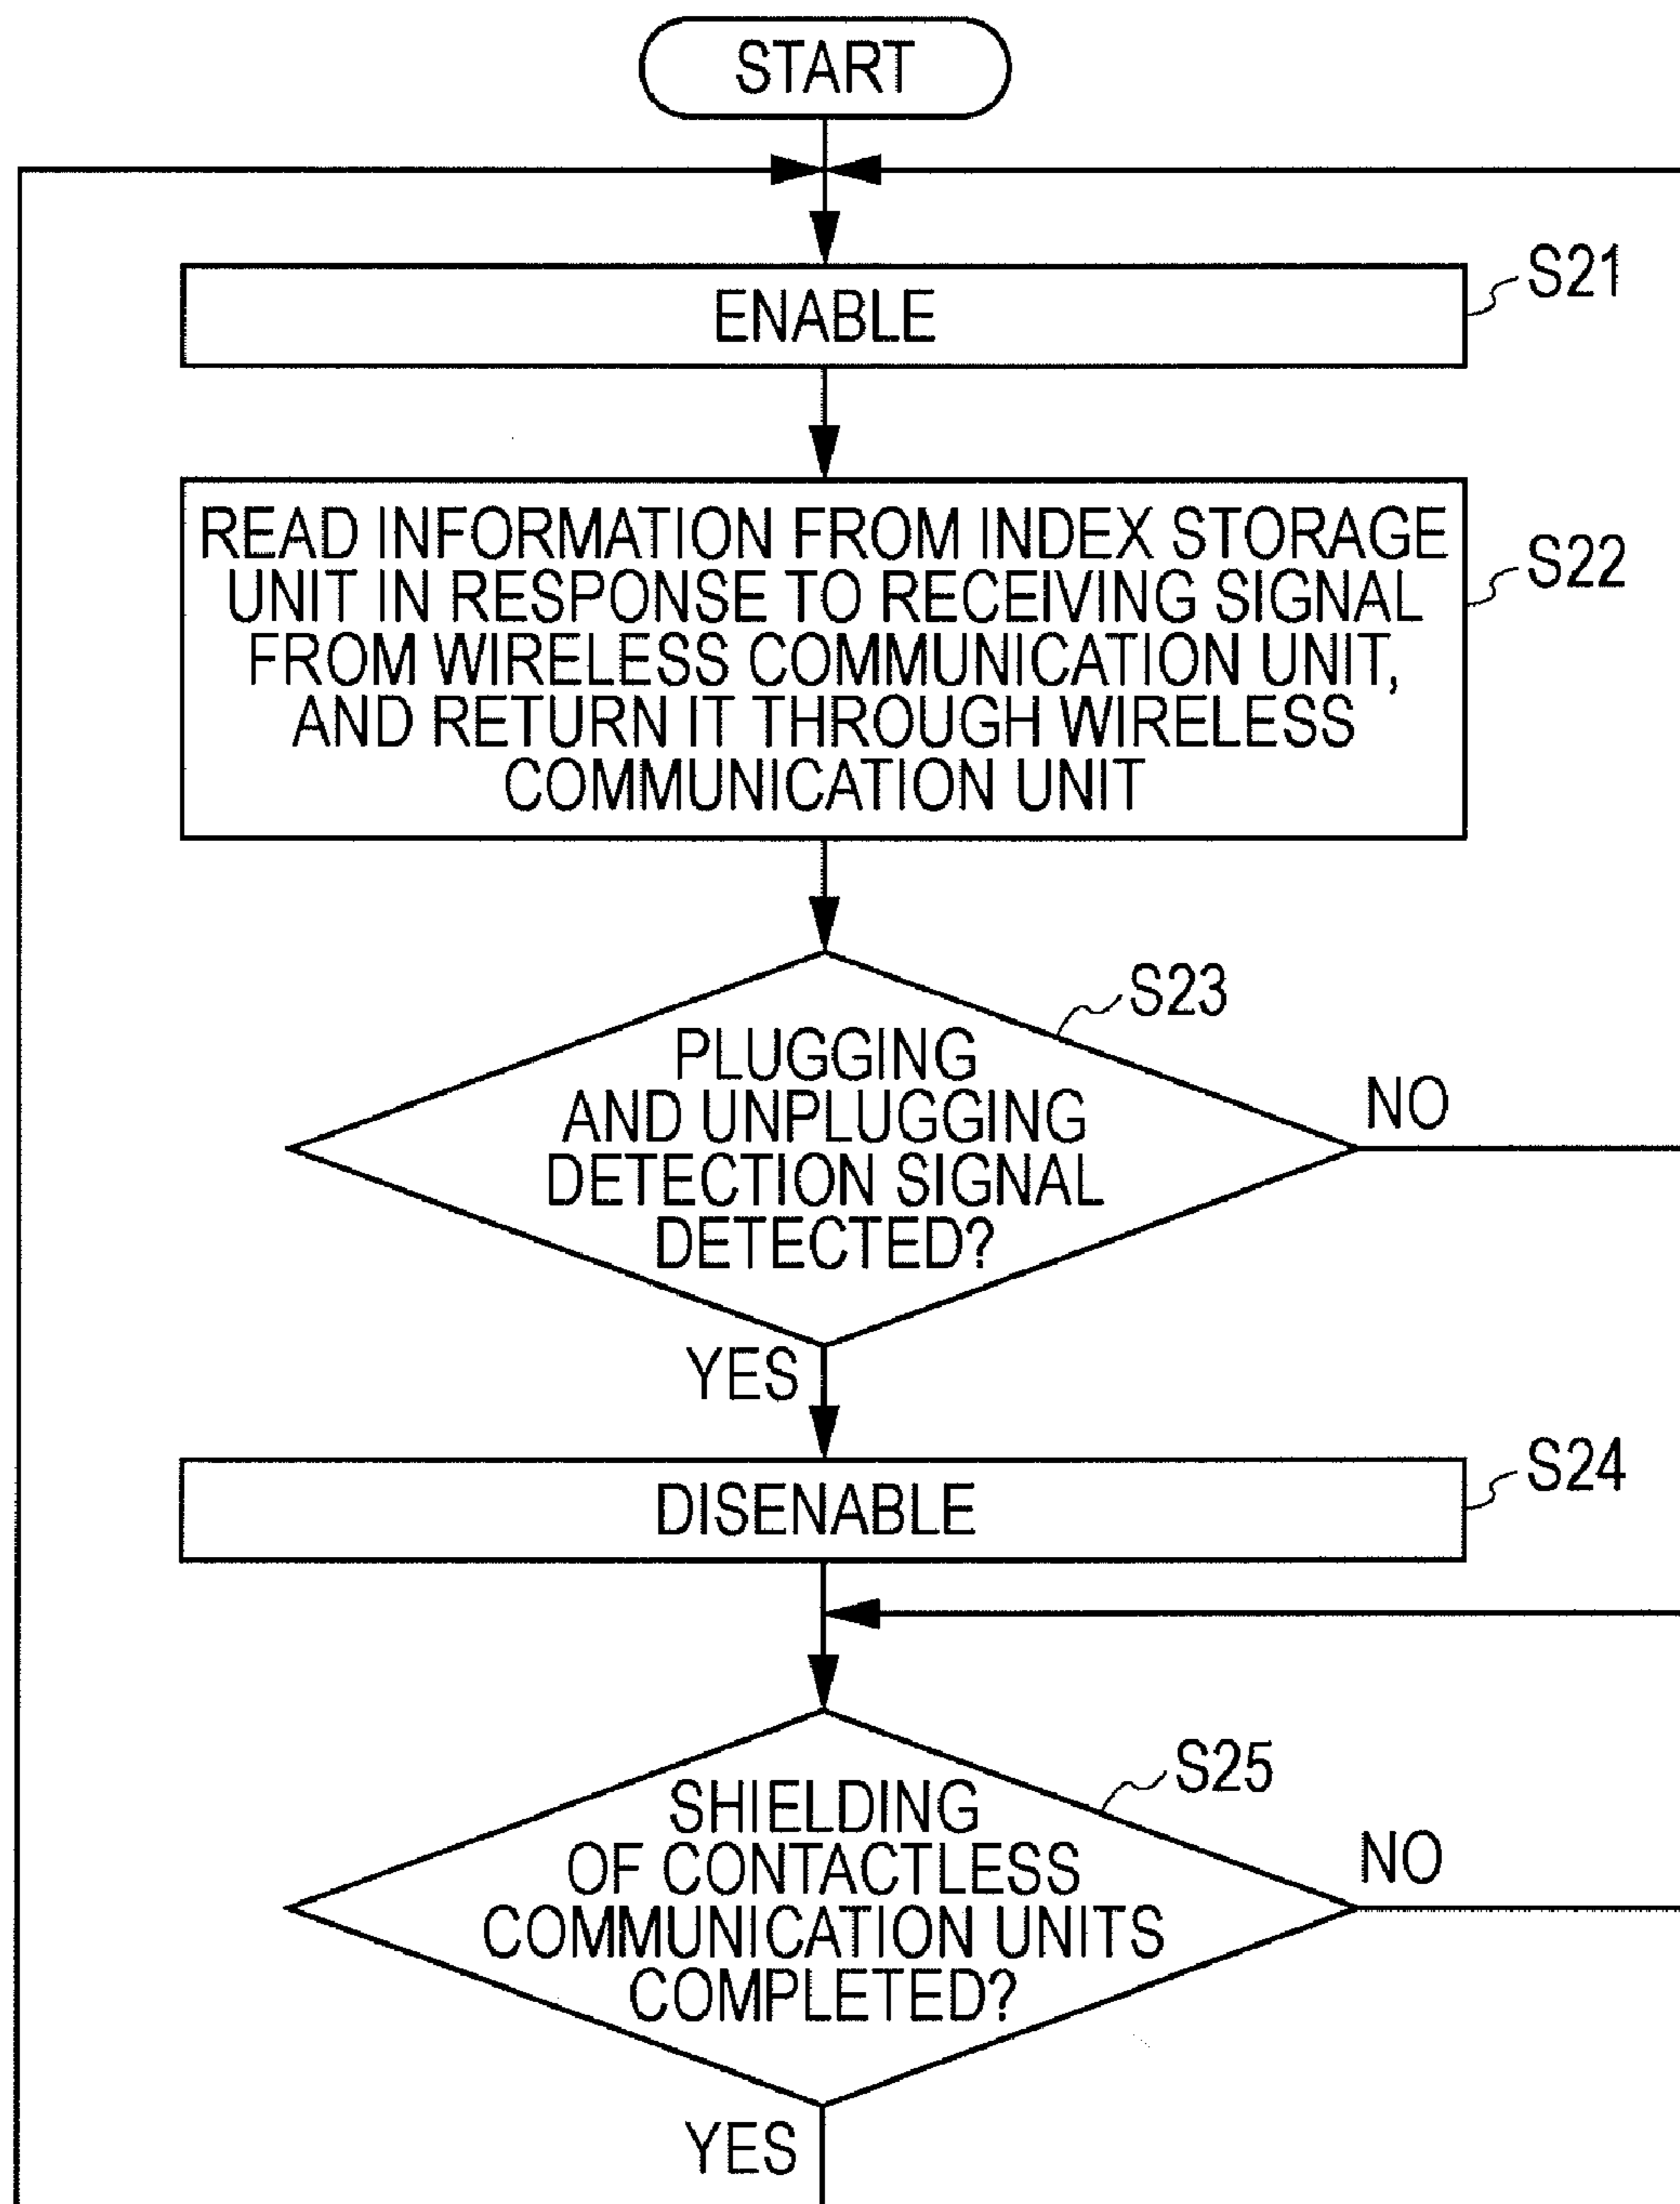 START
ENABLE
S21
READ INFORMATION FROM INDEX STORAGE
UNIT IN RESPONSE TO RECEIVING SIGNAL
FROM WIRELESS COMMUNICATION UNIT,
AND RETURN IT THROUGH WIRELESS
COMMUNICATION UNIT
S22
S23
PLUGGING
AND UNPLUGGING
DETECTION SIGNAL
DETECTED?
NO
YES
DISENABLE
S24
S25
SHIELDING
OF CONTACTLESS
COMMUNICATION UNITS
COMPLETED?
NO
YES